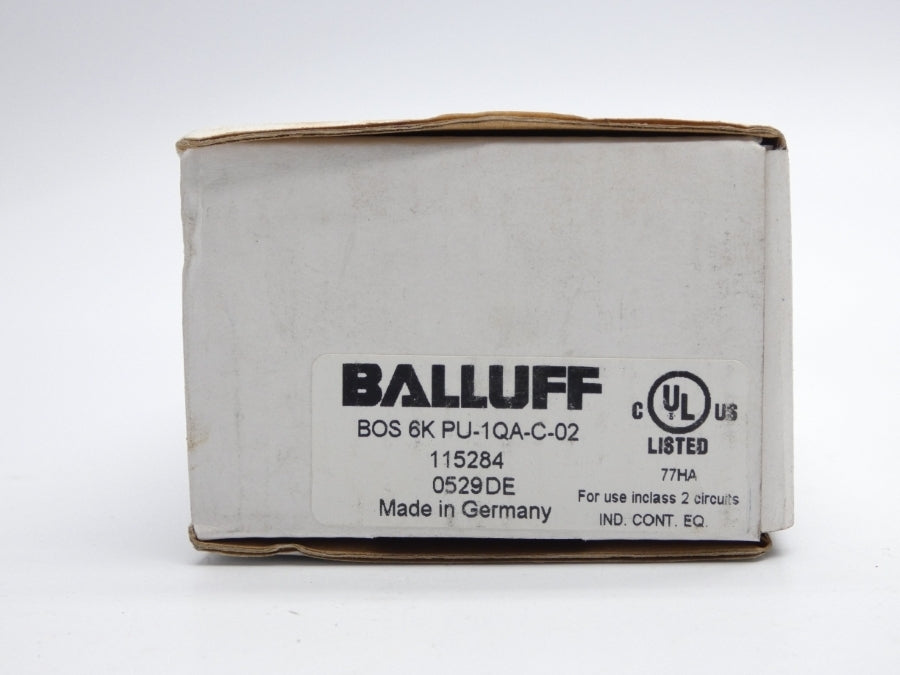 BALLUFF
BOS 6K PU-1QA-C-02
115284
0529DE
Made in Germany
C UL US
LISTED
77HA
For use inclass 2 circuits
IND. CONT. EQ.